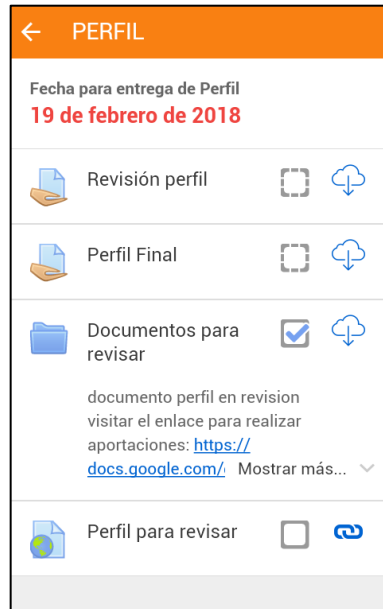 PERFIL
Fecha para entrega de Perfil
19 de febrero de 2018
Revisión perfil
Perfil Final
Documentos para
revisar
documento perfil en revision
visitar el enlace para realizar
aportaciones: https://
docs.google.com/ Mostrar más...
Perfil para revisar